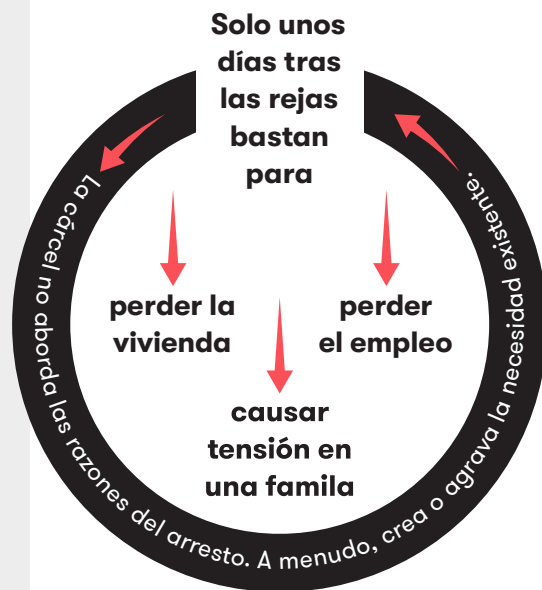 Solo unos
días tras
las rejas
bastan
para
perder la
vivienda
perder
el empleo
causar
tensión en
una famila
La cárcel no aborda las razones del arresto. A menudo, crea o agrava la necesidad existente.